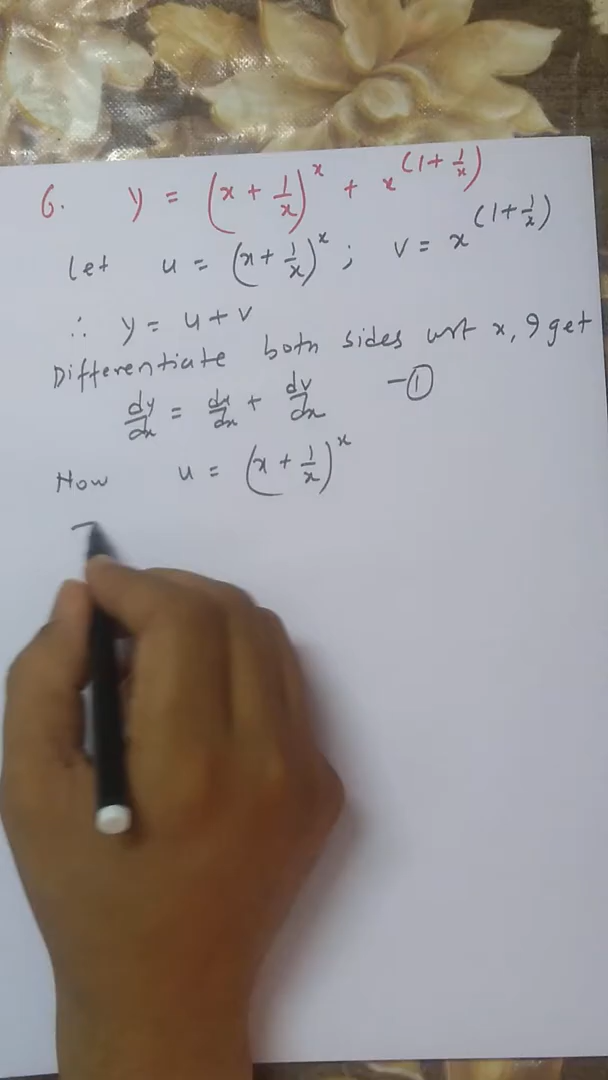 6. y = (x + 1/x)^x + x^(1 + 1/x)
Let u = (x + 1/x)^x ; v = x^(1 + 1/x)
∴ y = u + v
Differentiate both sides wrt x, I get
dy/dx = du/dx + dv/dx —①
Now u = (x + 1/x)^x